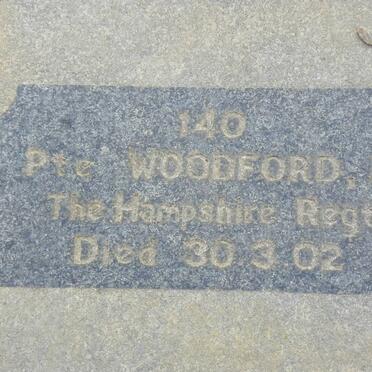 140
Pte WOODFORD,
The Hampshire Regt
Died 30.3.02